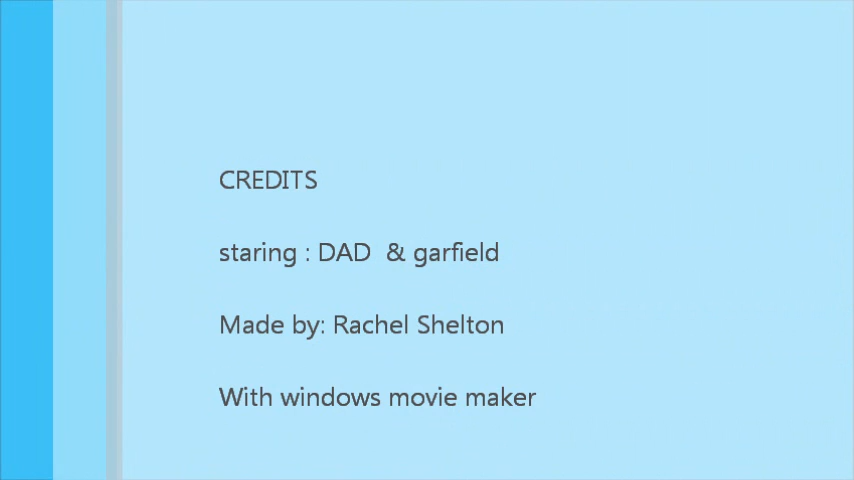 CREDITS
staring : DAD  & garfield
Made by: Rachel Shelton
With windows movie maker